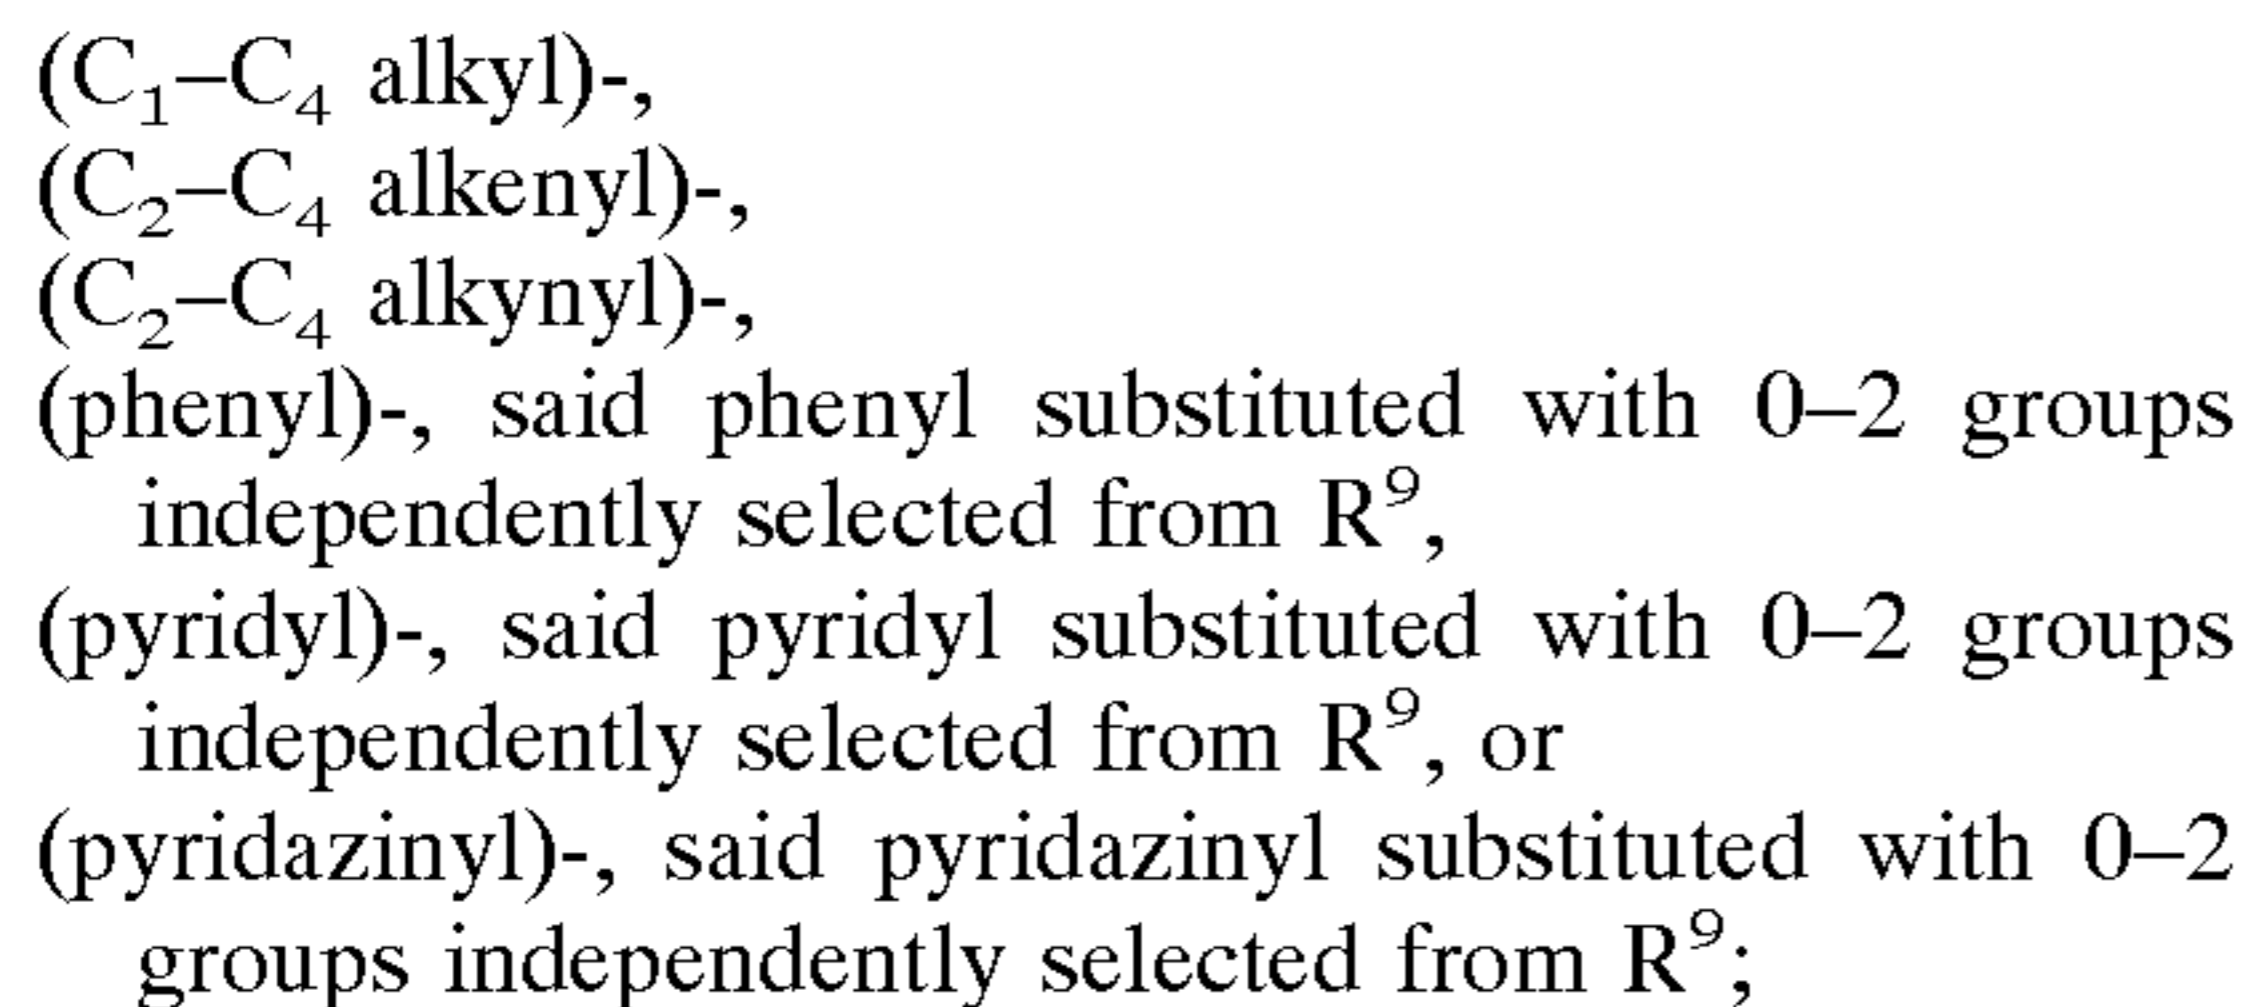 (C₁–C₄ alkyl)-,
(C₂–C₄ alkenyl)-,
(C₂–C₄ alkynyl)-,
(phenyl)-, said phenyl substituted with 0–2 groups
independently selected from R⁹,
(pyridyl)-, said pyridyl substituted with 0–2 groups
independently selected from R⁹, or
(pyridazinyl)-, said pyridazinyl substituted with 0–2
groups independently selected from R⁹;